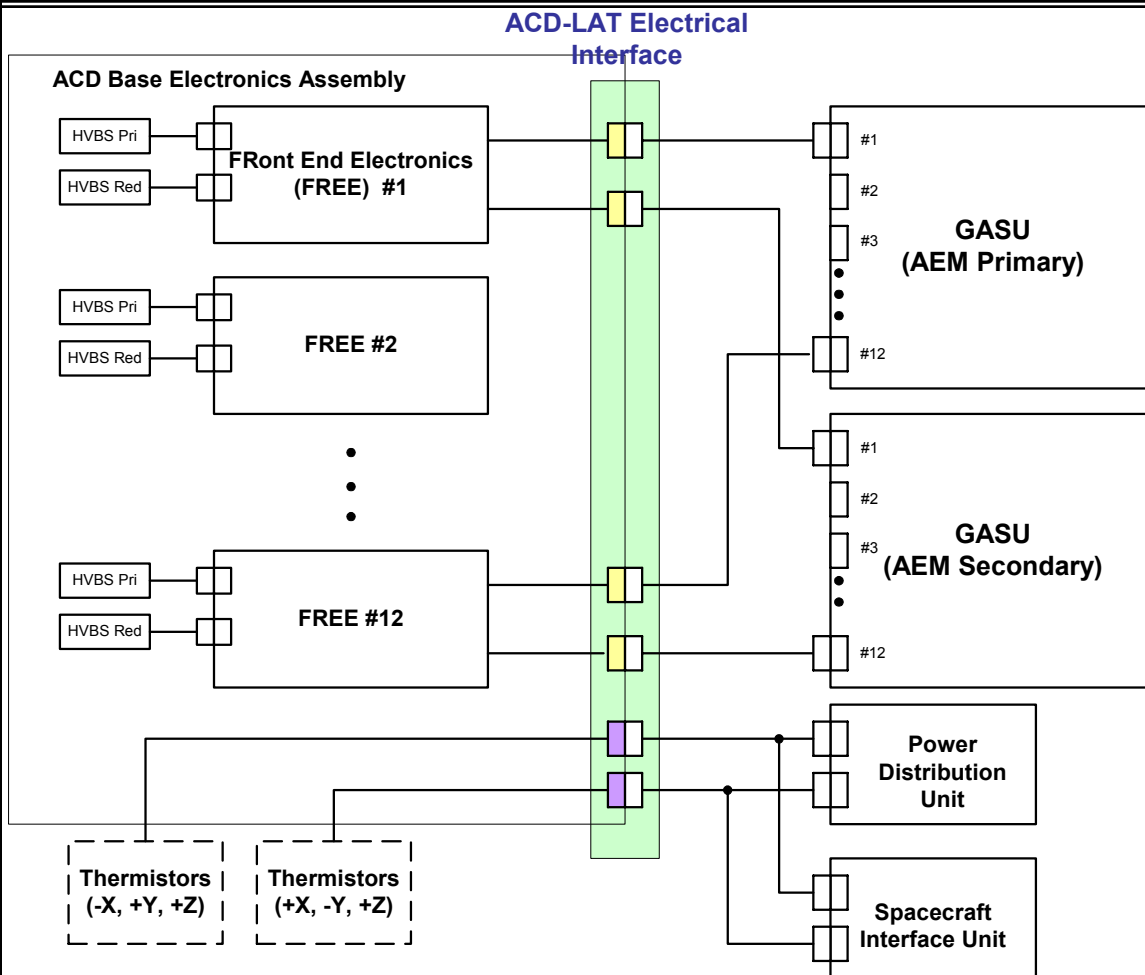 ACD-LAT Electrical
Interface
ACD Base Electronics Assembly
HVBS Pri
HVBS Red
FRont End Electronics
(FREE) #1
HVBS Pri
HVBS Red
FREE #2
HVBS Pri
HVBS Red
FREE #12
#1
#2
#3
#12
GASU
(AEM Primary)
#1
#2
#3
#12
GASU
(AEM Secondary)
Power
Distribution
Unit
Thermistors
(-X, +Y, +Z)
Thermistors
(+X, -Y, +Z)
Spacecraft
Interface Unit